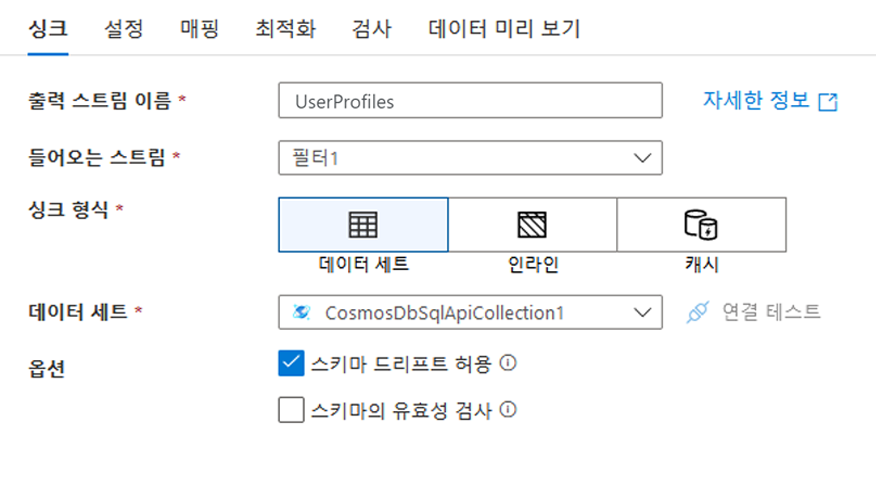 싱크 설정 매핑 최적화 검사 데이터 미리 보기
출력 스트림 이름 * UserProfiles 자세한 정보
들어오는 스트림 * 필터1
싱크 형식 *
데이터 세트 인라인 캐시
데이터 세트 * CosmosDbSqlApiCollection1 연결 테스트
옵션 스키마 드리프트 허용
스키마의 유효성 검사